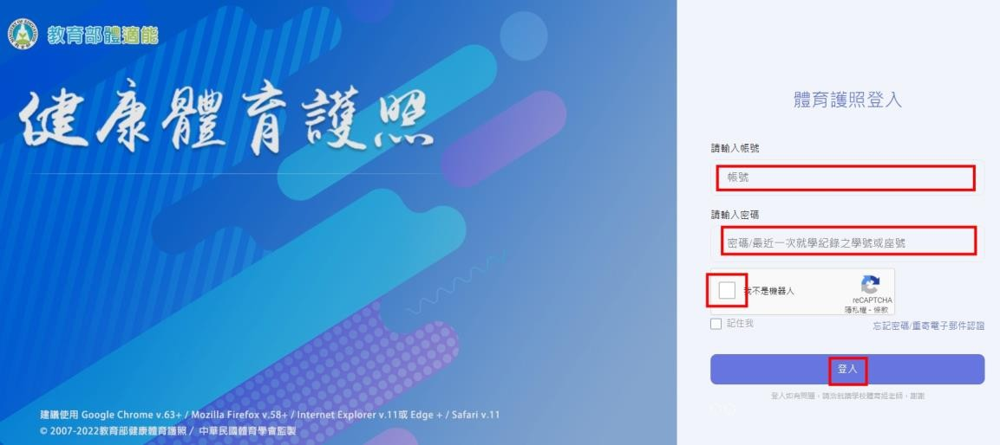 教育部體適能
健康體育護照
建議使用 Google Chrome v.63+ / Mozilla Firefox v.58+ / Internet Explorer v.11或 Edge + / Safari v.11
© 2007-2022教育部健康體育護照 / 中華民國體育學會監製
體育護照登入
請輸入帳號
帳號
請輸入密碼
密碼/最近一次就學紀錄之學號或座號
我不是機器人
reCAPTCHA
隱私權 - 條款
記住我
忘記密碼/重寄電子郵件認證
登入
登入如有問題，請洽就讀學校體育組老師，謝謝